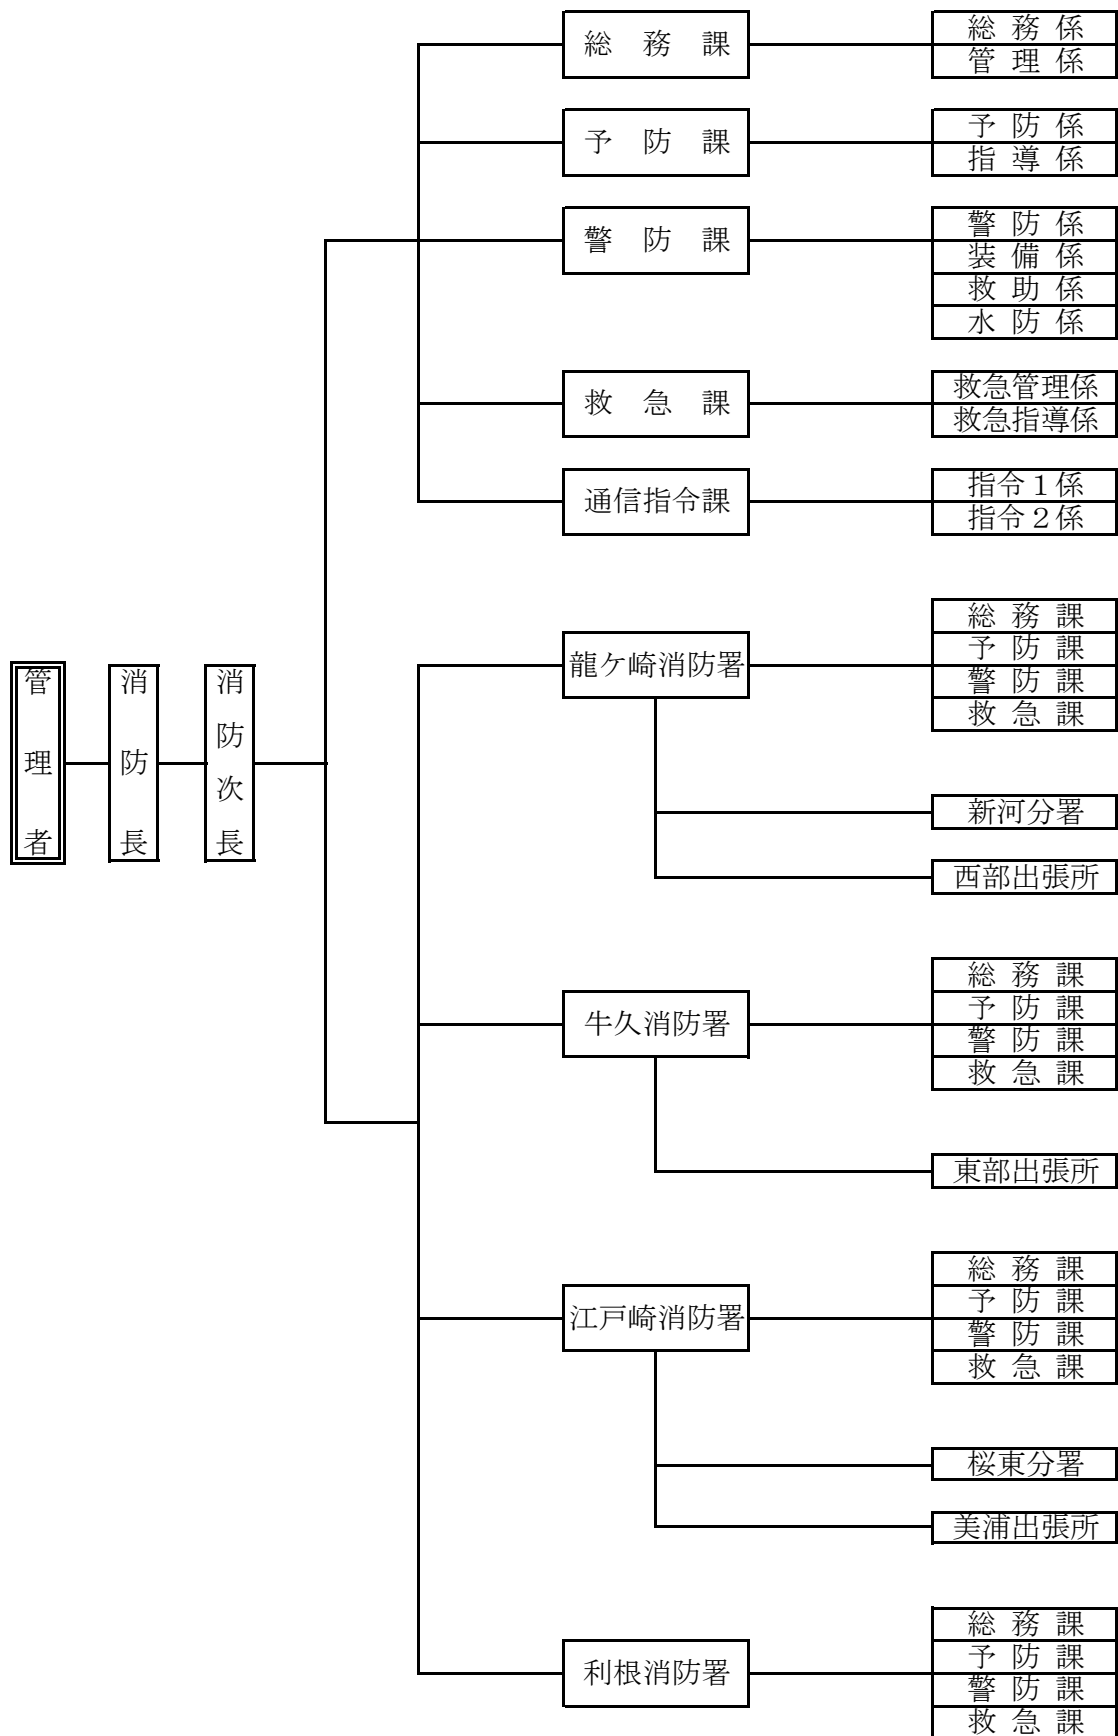 管理者
消防長
消防次長
総務課
総務係
管理係
予防課
予防係
指導係
警防課
警防係
装備係
救助係
水防係
救急課
救急管理係
救急指導係
通信指令課
指令１係
指令２係
龍ケ崎消防署
総務課
予防課
警防課
救急課
新河分署
西部出張所
牛久消防署
総務課
予防課
警防課
救急課
東部出張所
江戸崎消防署
総務課
予防課
警防課
救急課
桜東分署
美浦出張所
利根消防署
総務課
予防課
警防課
救急課